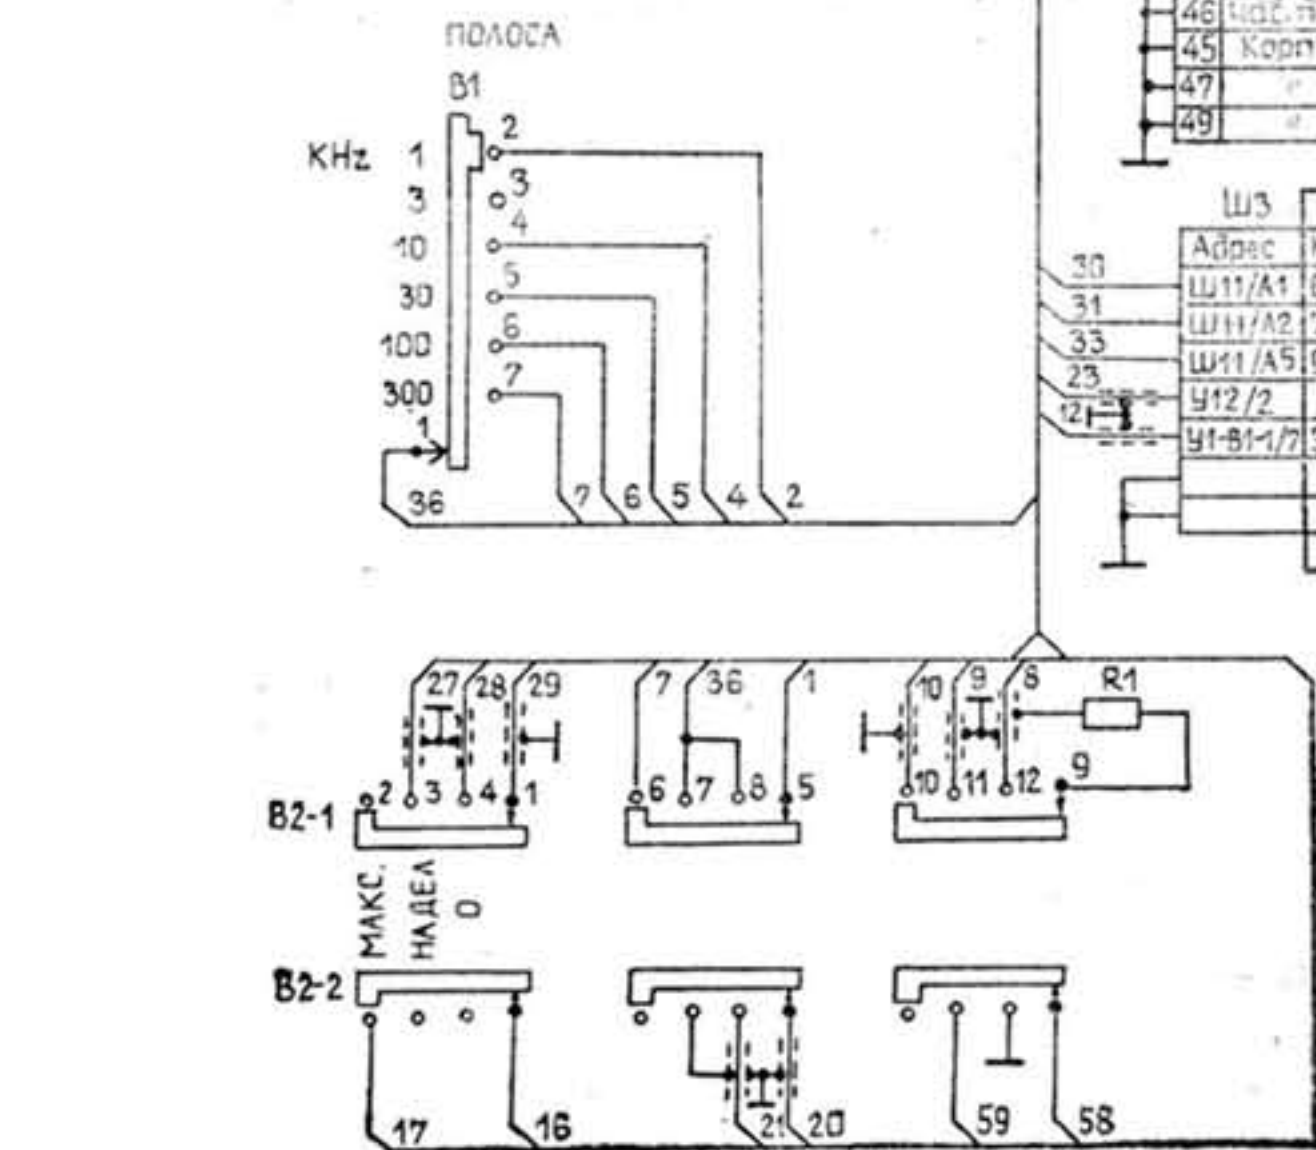 ПОЛОСА
В1
KHz 1 2
3 3
10 4
30 5
100 6
300 7
1
36 7 6 5 4 2
46
45 Корп
47 "
49 "
Ш3
Адрес
30 Ш11/А1
31 Ш11/А2
33 Ш11/А5
23 У12/2
12 У1-В1-1/7
27 28 29 7 36 1 10 9 8 R1
В2-1 2 3 4 1 6 7 8 5 10 11 12 9
МАКС.
НАДЕЛ
0
В2-2
17 16 21 20 59 58